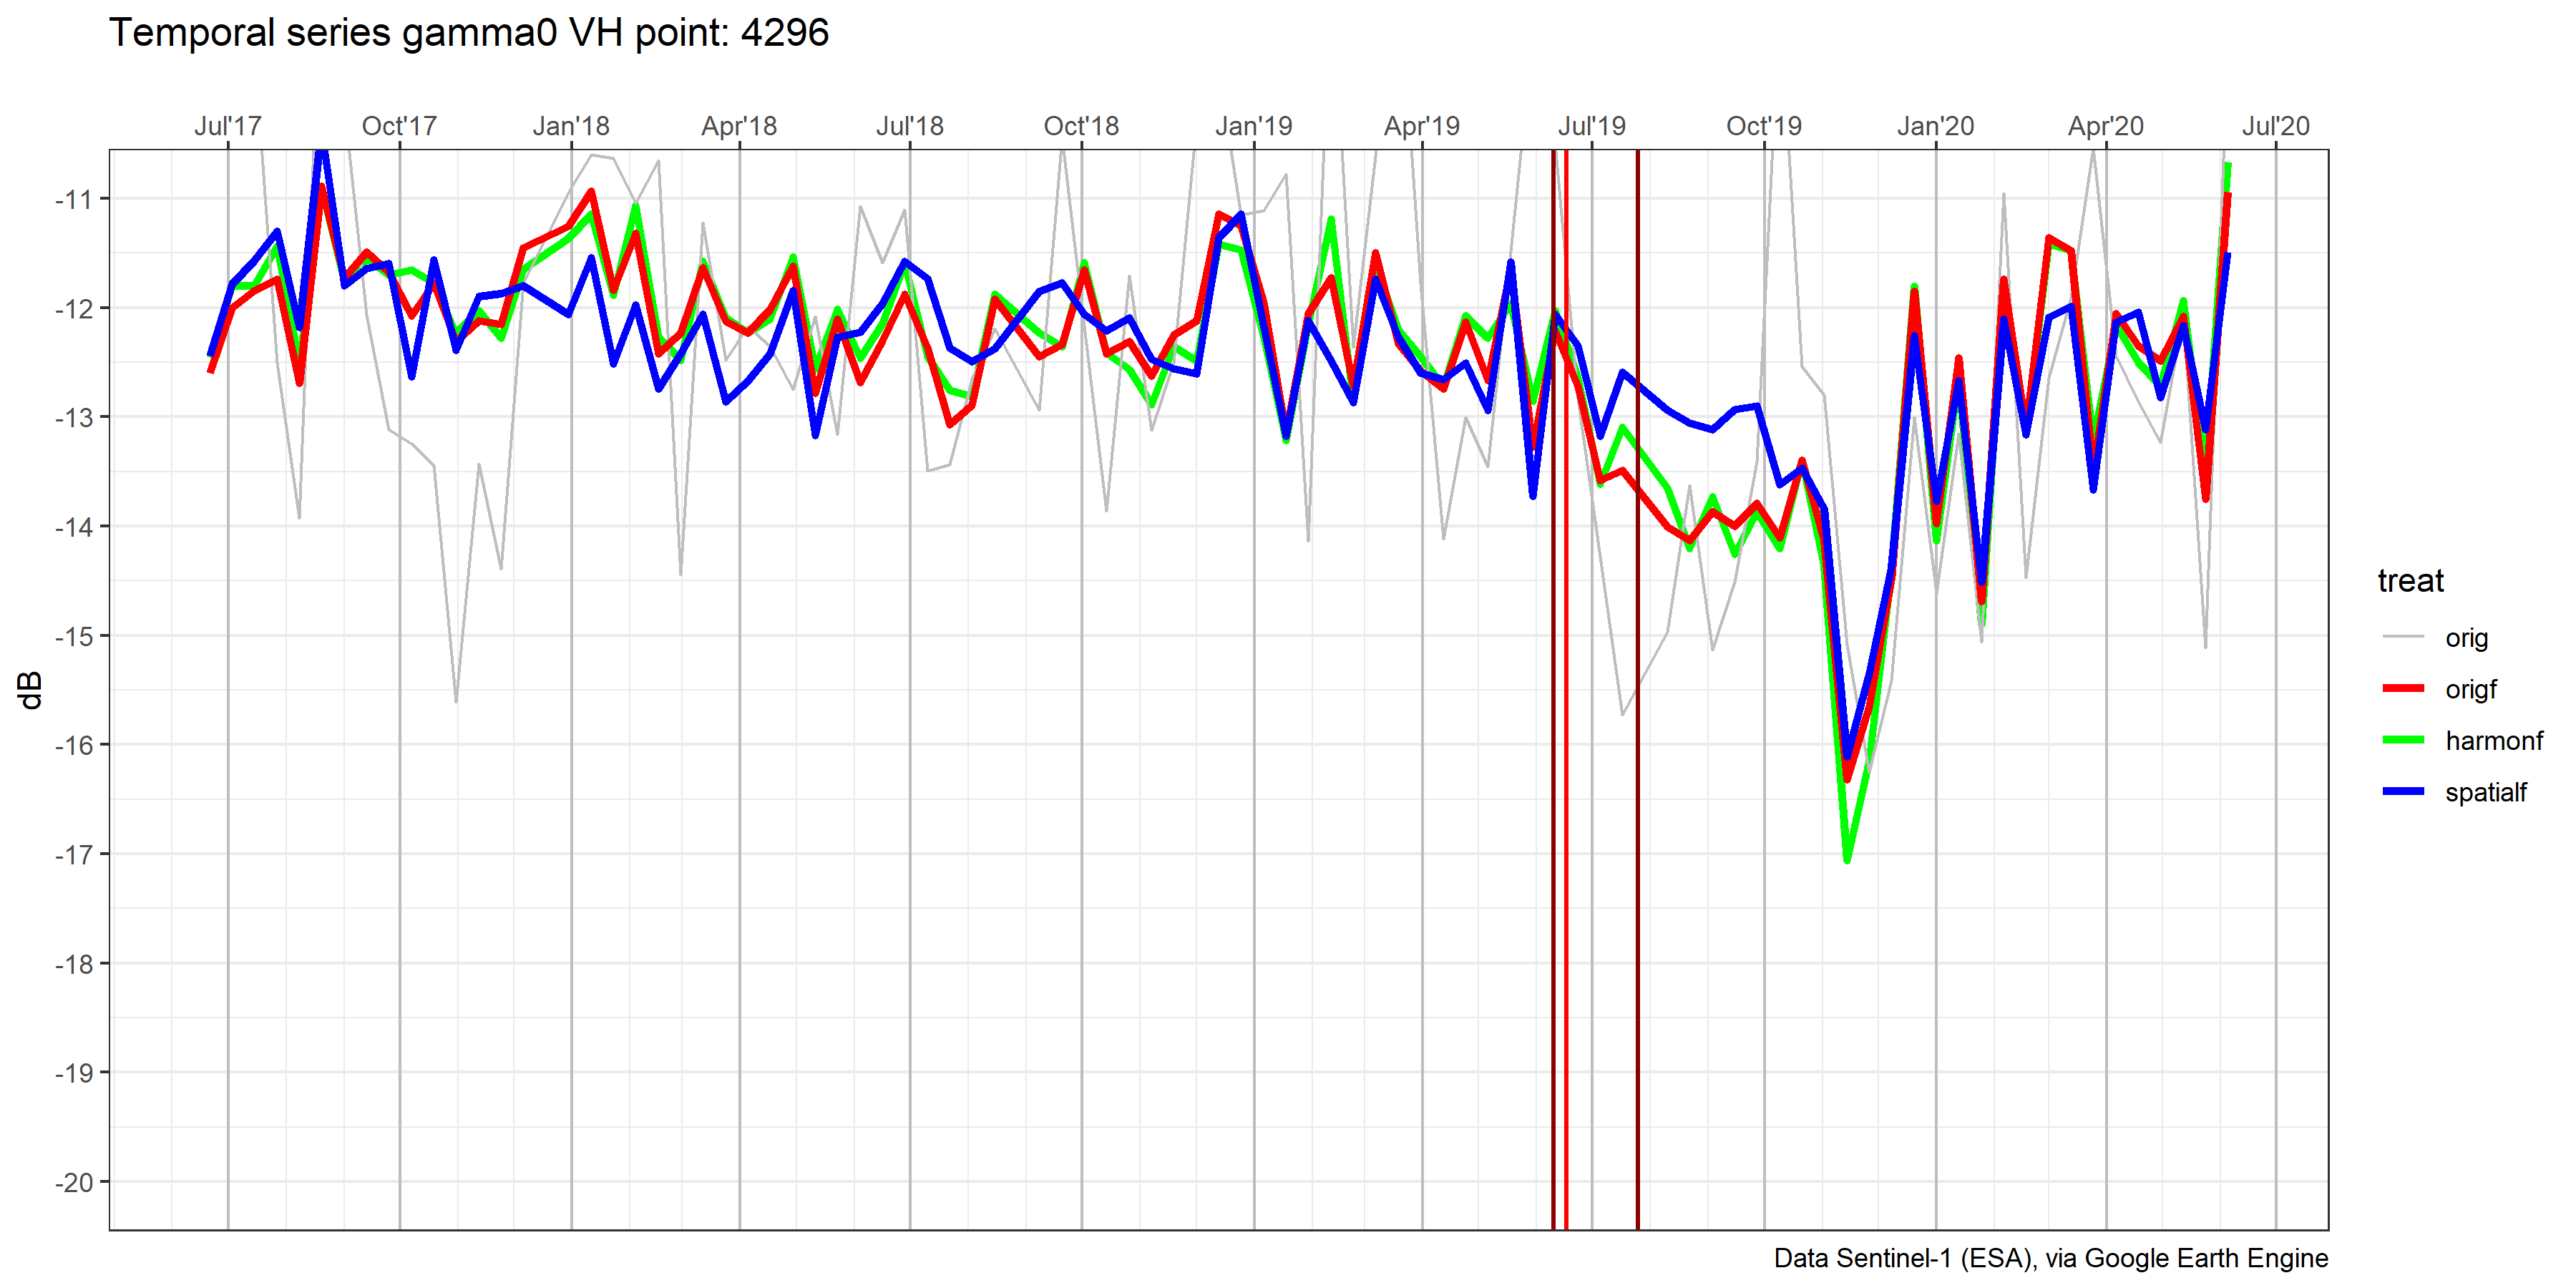 Temporal series gamma0 VH point: 4296
Jul'17 Oct'17 Jan'18 Apr'18 Jul'18 Oct'18 Jan'19 Apr'19 Jul'19 Oct'19 Jan'20 Apr'20 Jul'20
-11
-12
-13
-14
-15
-16
-17
-18
-19
-20
dB
treat
orig
origf
harmonf
spatialf
Data Sentinel-1 (ESA), via Google Earth Engine